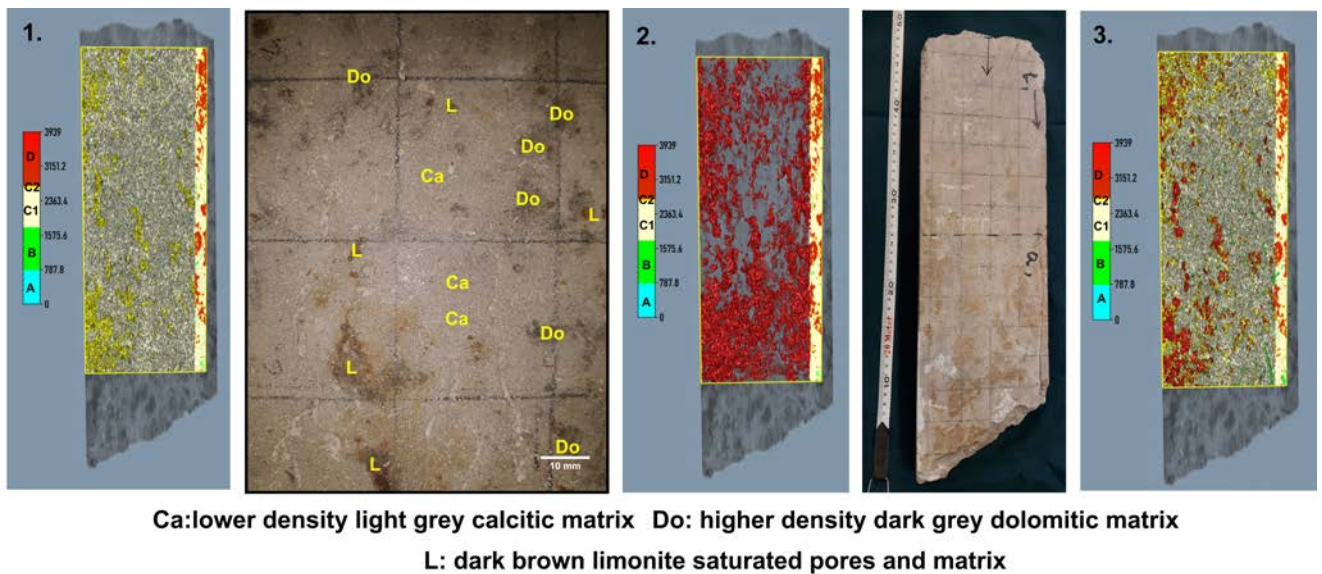 1.
3939
D
3151.2
C2
2363.4
C1
1575.6
B
787.8
A
0
Do
L
Do
Do
Ca
Do
L
L
Ca
Ca
Do
L
Do
L
10 mm
2.
3939
D
3151.2
C2
2363.4
C1
1575.6
B
787.8
A
0
3.
3939
D
3151.2
C2
2363.4
C1
1575.6
B
787.8
A
0
Ca:lower density light grey calcitic matrix Do: higher density dark grey dolomitic matrix
L: dark brown limonite saturated pores and matrix